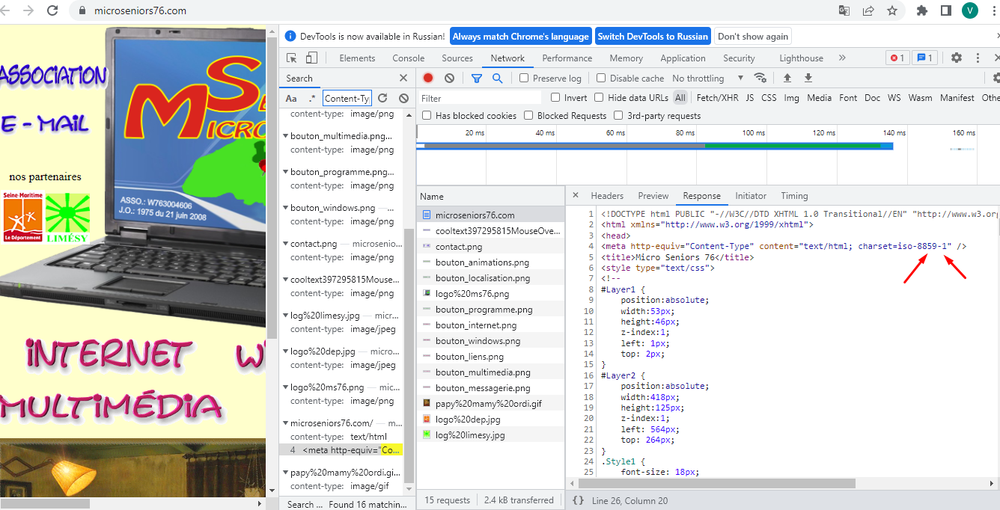 microseniors76.com
V
DevTools is now available in Russian!
Always match Chrome's language
Switch DevTools to Russian
Don't show again
Elements
Console
Sources
Network
Performance
Memory
Application
Security
Lighthouse
1
1
Search
Preserve log
Disable cache
No throttling
Aa
.*
Content-Ty
Filter
Invert
Hide data URLs
All
Fetch/XHR
JS
CSS
Img
Media
Font
Doc
WS
Wasm
Manifest
Othe
Has blocked cookies
Blocked Requests
3rd-party requests
20 ms
40 ms
60 ms
80 ms
100 ms
120 ms
140 ms
160 ms
ASSOCIATION
E - MAIL
nos partenaires
Seine-Maritime
Le Département
LIMÉSY
MICRO
ASSO.: W763004606
J.O.: 1975 du 21 juin 2008
INTERNET
MULTIMÉDIA
content-type: image/png
bouton_multimedia.png...
content-type: image/png
bouton_programme.png...
content-type: image/png
bouton_windows.png —...
content-type: image/png
contact.png — microsenio...
content-type: image/png
cooltext397295815Mouse...
content-type: image/png
log%20limesy.jpg — micr...
content-type: image/jpeg
logo%20dep.jpg — micro...
content-type: image/jpeg
logo%20ms76.png — mic...
content-type: image/png
microseniors76.com/ — m...
content-type: text/html
4 <meta http-equiv="Co...
papy%20mamy%20ordi.gi...
content-type: image/gif
Search ... Found 16 matchin...
Name
microseniors76.com
cooltext397295815MouseOve...
contact.png
bouton_animations.png
bouton_localisation.png
logo%20ms76.png
bouton_programme.png
bouton_internet.png
bouton_windows.png
bouton_liens.png
bouton_multimedia.png
bouton_messagerie.png
papy%20mamy%20ordi.gif
logo%20dep.jpg
log%20limesy.jpg
15 requests
2.4 kB transferred
Headers
Preview
Response
Initiator
Timing
1 <!DOCTYPE html PUBLIC "-//W3C//DTD XHTML 1.0 Transitional//EN" "http://www.w3.org
2 <html xmlns="http://www.w3.org/1999/xhtml">
3 <head>
4 <meta http-equiv="Content-Type" content="text/html; charset=iso-8859-1" />
5 <title>Micro Seniors 76</title>
6 <style type="text/css">
7 <!--
8 #Layer1 {
9 position:absolute;
10 width:53px;
11 height:46px;
12 z-index:1;
13 left: 1px;
14 top: 2px;
15 }
16 #Layer2 {
17 position:absolute;
18 width:418px;
19 height:125px;
20 z-index:1;
21 left: 564px;
22 top: 264px;
23 }
24 .Style1 {
25 font-size: 18px;
{} Line 26, Column 20